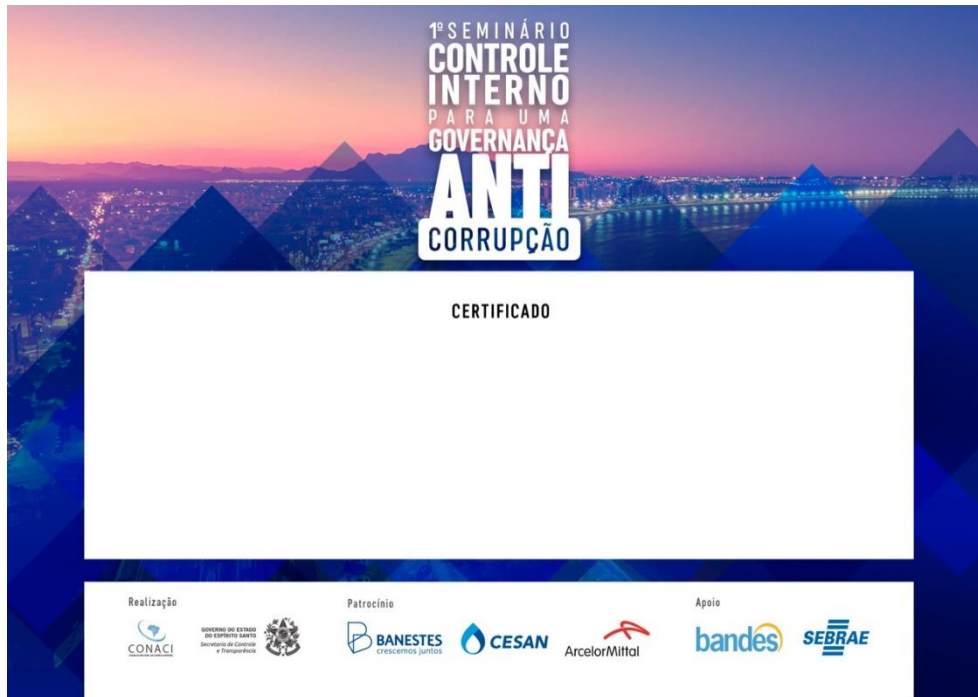 1º SEMINÁRIO
CONTROLE
INTERNO
PARA UMA
GOVERNANÇA
ANTI
CORRUPÇÃO
CERTIFICADO
Realização
CONACI
GOVERNO DO ESTADO
DO ESPÍRITO SANTO
Secretaria de Controle
e Transparência
Patrocínio
BANESTES
crescemos juntos
CESAN
ArcelorMittal
Apoio
bandes
SEBRAE